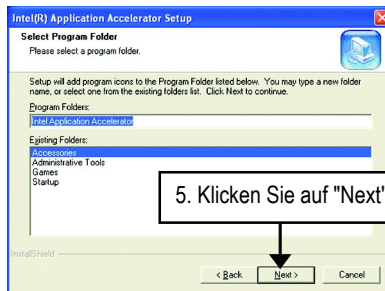 Intel(R) Application Accelerator Setup
Select Program Folder
Please select a program folder.
Setup will add program icons to the Program Folder listed below. You may type a new folder
name, or select one from the existing folders list. Click Next to continue.
Program Folders:
Intel Application Accelerator
Existing Folders:
Accessories
Administrative Tools
Games
Startup
5. Klicken Sie auf "Next"
InstallShield
< Back
Next >
Cancel